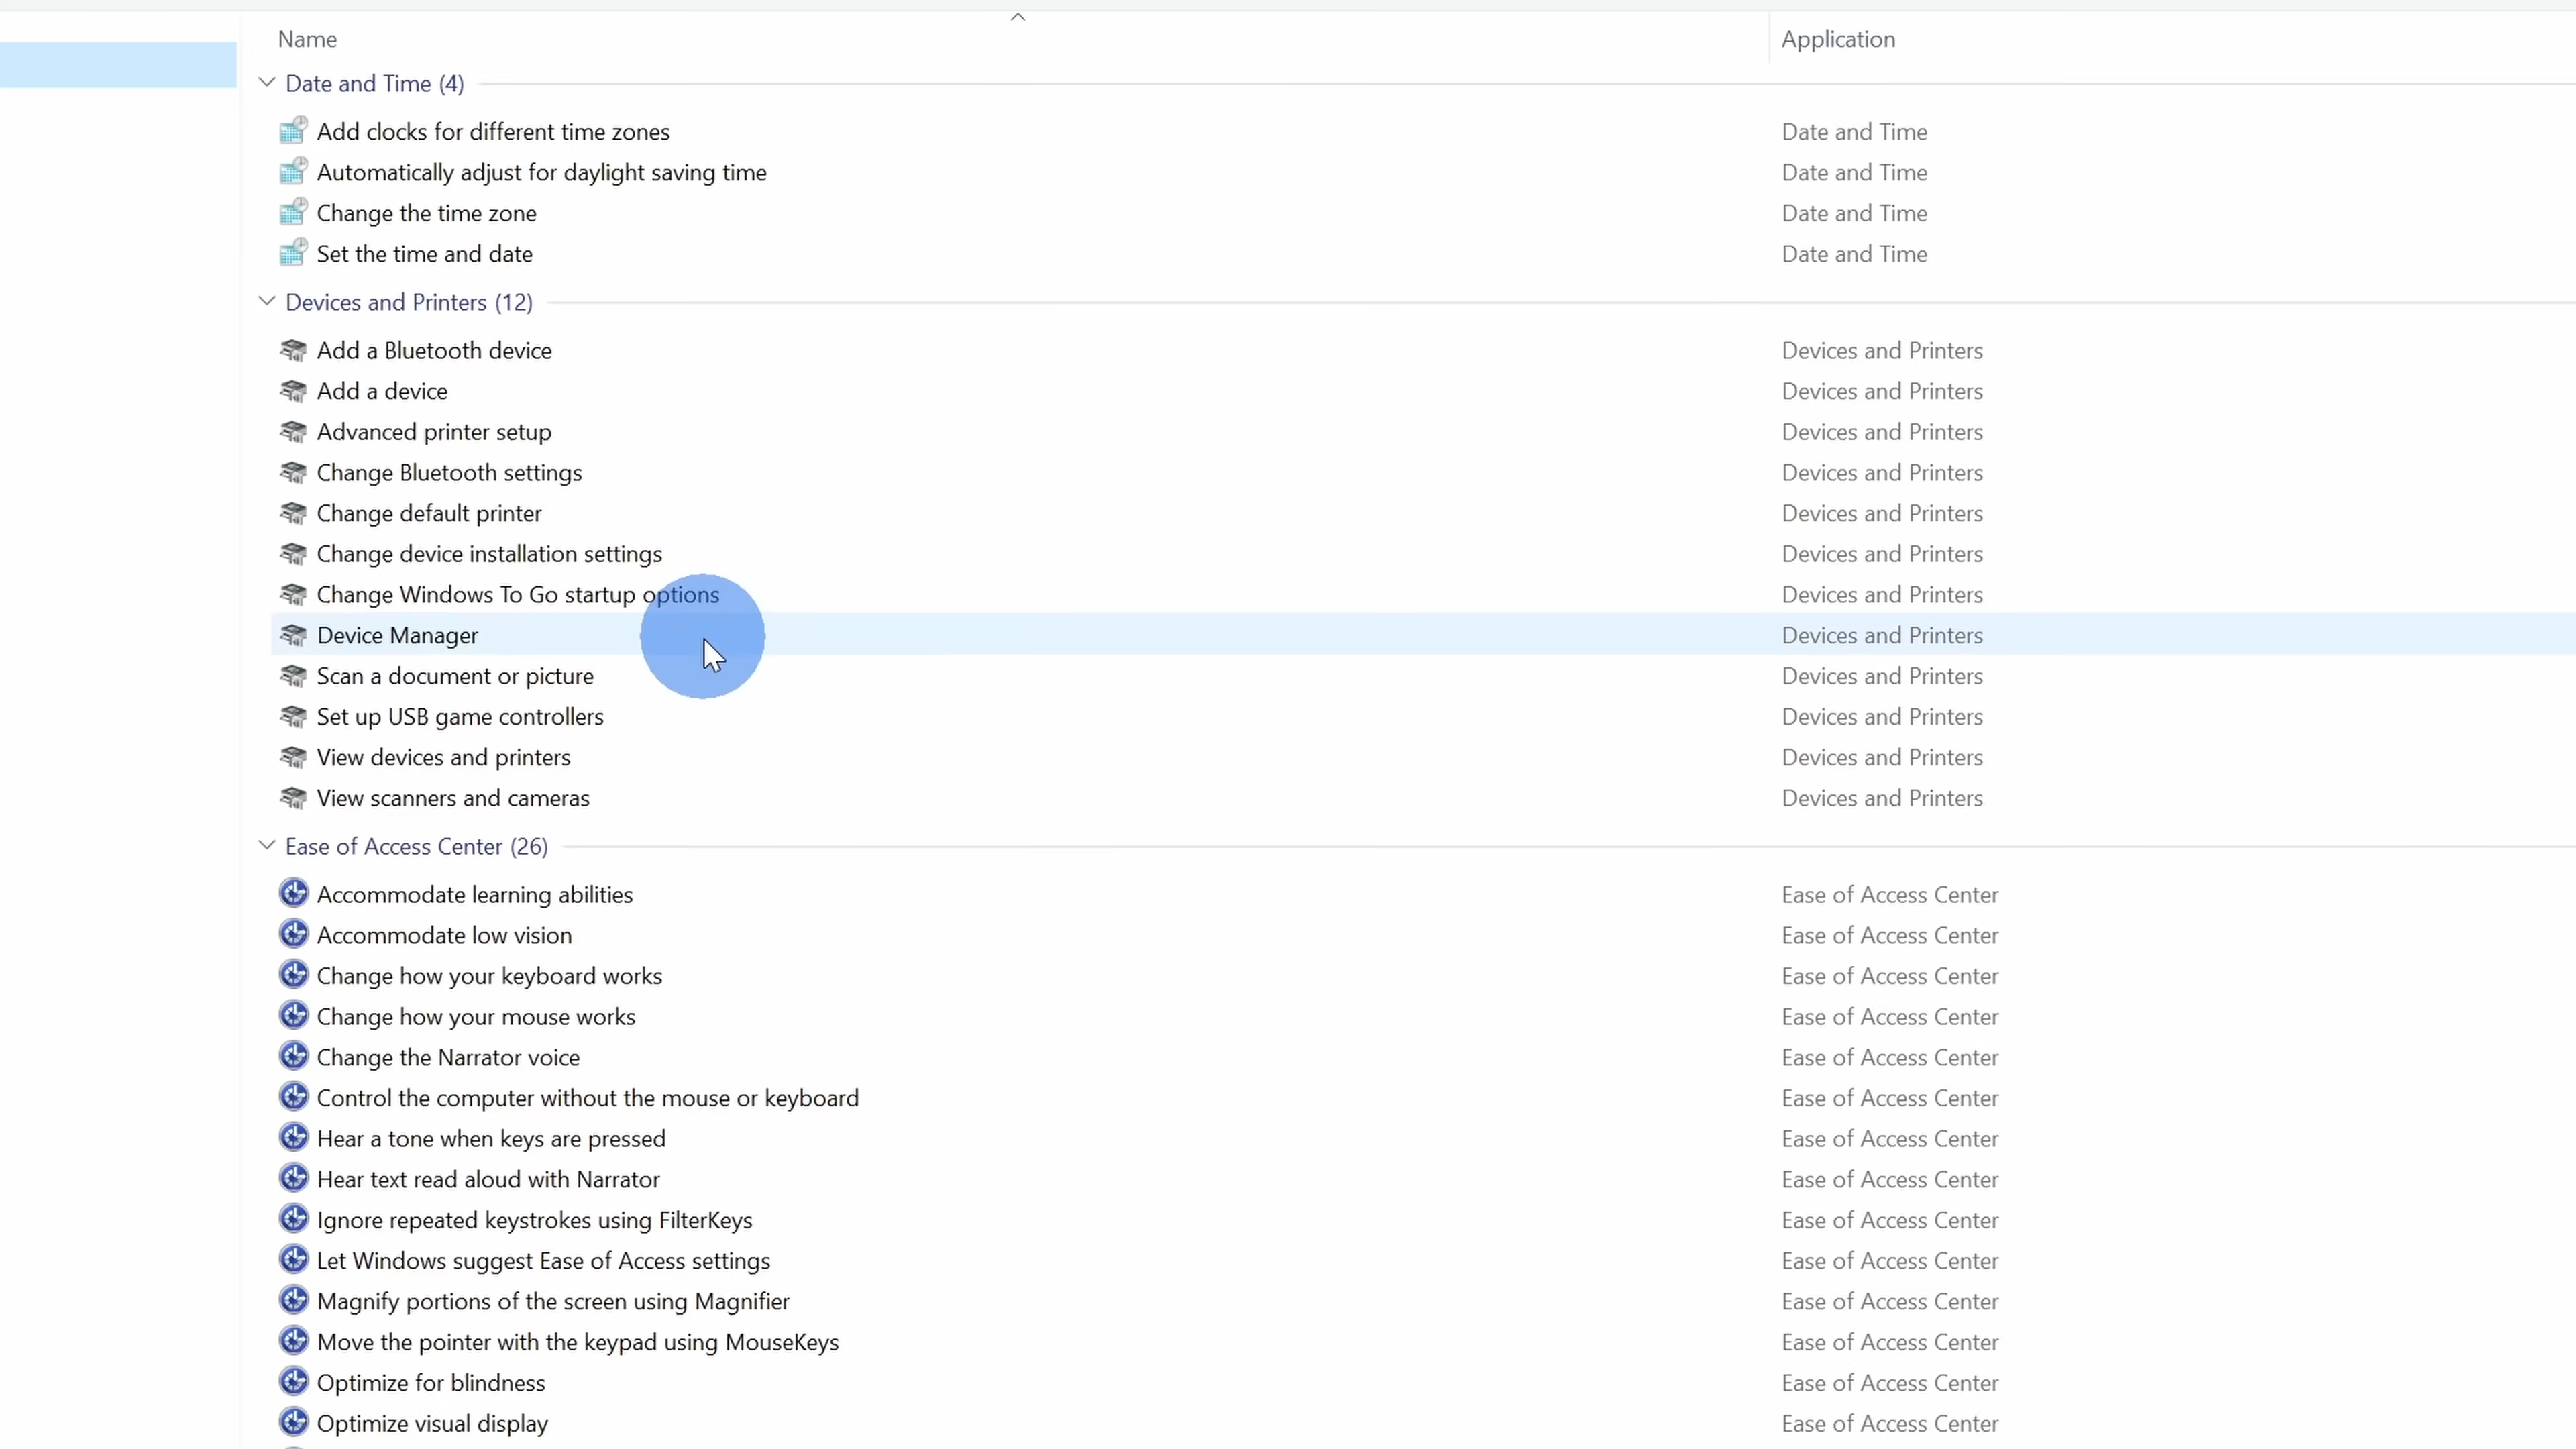 Name Application
Date and Time (4)
Add clocks for different time zones Date and Time
Automatically adjust for daylight saving time Date and Time
Change the time zone Date and Time
Set the time and date Date and Time
Devices and Printers (12)
Add a Bluetooth device Devices and Printers
Add a device Devices and Printers
Advanced printer setup Devices and Printers
Change Bluetooth settings Devices and Printers
Change default printer Devices and Printers
Change device installation settings Devices and Printers
Change Windows To Go startup options Devices and Printers
Device Manager Devices and Printers
Scan a document or picture Devices and Printers
Set up USB game controllers Devices and Printers
View devices and printers Devices and Printers
View scanners and cameras Devices and Printers
Ease of Access Center (26)
Accommodate learning abilities Ease of Access Center
Accommodate low vision Ease of Access Center
Change how your keyboard works Ease of Access Center
Change how your mouse works Ease of Access Center
Change the Narrator voice Ease of Access Center
Control the computer without the mouse or keyboard Ease of Access Center
Hear a tone when keys are pressed Ease of Access Center
Hear text read aloud with Narrator Ease of Access Center
Ignore repeated keystrokes using FilterKeys Ease of Access Center
Let Windows suggest Ease of Access settings Ease of Access Center
Magnify portions of the screen using Magnifier Ease of Access Center
Move the pointer with the keypad using MouseKeys Ease of Access Center
Optimize for blindness Ease of Access Center
Optimize visual display Ease of Access Center